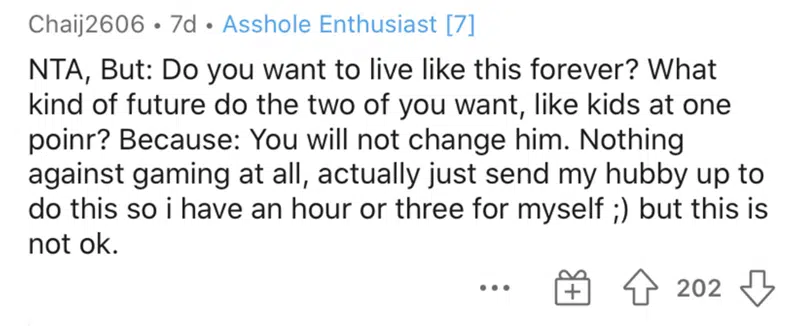 Chaij2606 • 7d • Asshole Enthusiast [7]
NTA, But: Do you want to live like this forever? What
kind of future do the two of you want, like kids at one
poinr? Because: You will not change him. Nothing
against gaming at all, actually just send my hubby up to
do this so i have an hour or three for myself ;) but this is
not ok.
202